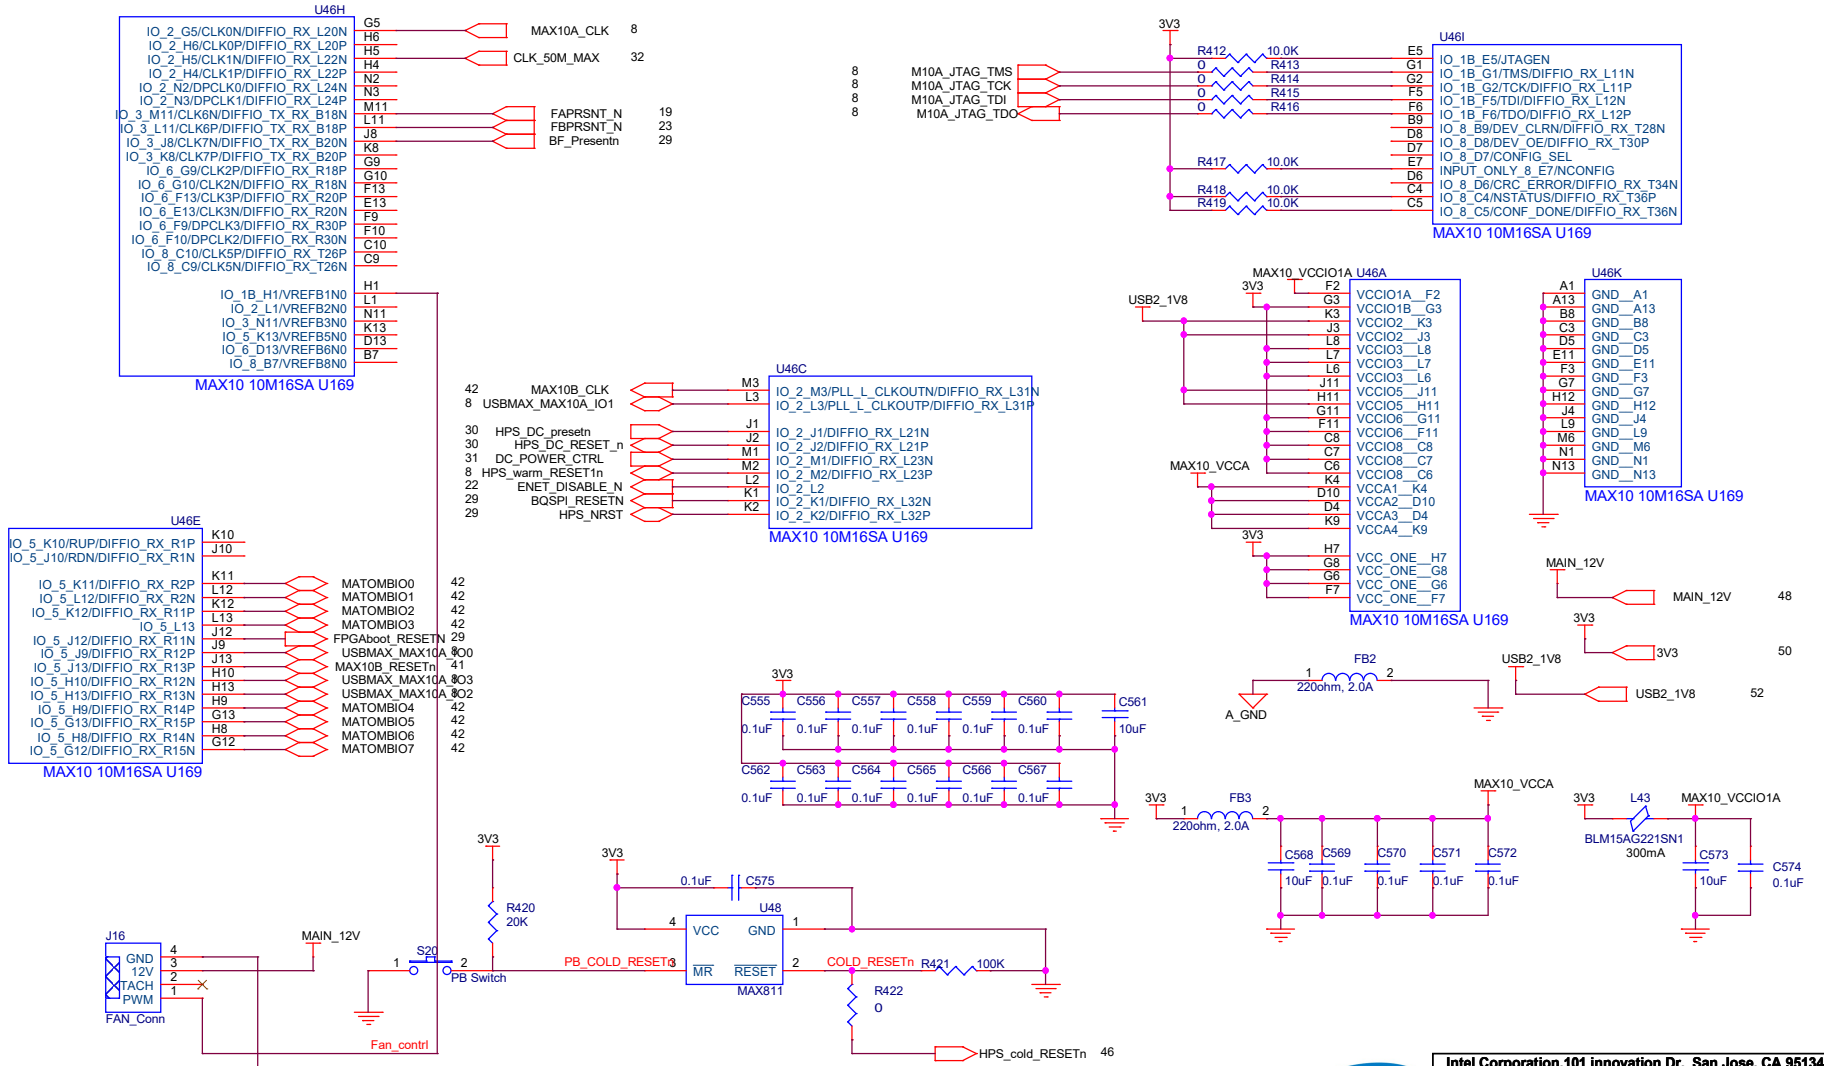 U46H
IO_2_G5/CLK0N/DIFFIO_RX_L20N G5 MAX10A_CLK 8
IO_2_H6/CLK0P/DIFFIO_RX_L20P H6
IO_2_H5/CLK1N/DIFFIO_RX_L22N H5 CLK_50M_MAX 32
IO_2_H4/CLK1P/DIFFIO_RX_L22P H4
IO_2_N2/DPCLK0/DIFFIO_RX_L24N N2
IO_2_N3/DPCLK1/DIFFIO_RX_L24P N3
IO_3_M11/CLK6N/DIFFIO_TX_RX_B18N M11 FAPRSNT_N 19
IO_3_L11/CLK6P/DIFFIO_TX_RX_B18P L11 FBPRSNT_N 23
IO_3_J8/CLK7N/DIFFIO_TX_RX_B20N J8 BF_Presentn 29
IO_3_K8/CLK7P/DIFFIO_TX_RX_B20P K8
IO_6_G9/CLK2P/DIFFIO_RX_R18P G9
IO_6_G10/CLK2N/DIFFIO_RX_R18N G10
IO_6_F13/CLK3P/DIFFIO_RX_R20P F13
IO_6_E13/CLK3N/DIFFIO_RX_R20N E13
IO_6_F9/DPCLK3/DIFFIO_RX_R30P F9
IO_6_F10/DPCLK2/DIFFIO_RX_R30N F10
IO_8_C10/CLK5P/DIFFIO_RX_T26P C10
IO_8_C9/CLK5N/DIFFIO_RX_T26N C9
IO_1B_H1/VREFB1N0 H1
IO_2_L1/VREFB2N0 L1
IO_3_N11/VREFB3N0 N11
IO_5_K13/VREFB5N0 K13
IO_6_D13/VREFB6N0 D13
IO_8_B7/VREFB8N0 B7
MAX10 10M16SA U169
3V3
U46I
R412 10.0K E5 IO_1B_E5/JTAGEN
8 M10A_JTAG_TMS 0 R413 G1 IO_1B_G1/TMS/DIFFIO_RX_L11N
8 M10A_JTAG_TCK 0 R414 G2 IO_1B_G2/TCK/DIFFIO_RX_L11P
8 M10A_JTAG_TDI 0 R415 F5 IO_1B_F5/TDI/DIFFIO_RX_L12N
8 M10A_JTAG_TDO 0 R416 F6 IO_1B_F6/TDO/DIFFIO_RX_L12P
B9 IO_8_B9/DEV_CLRN/DIFFIO_RX_T28N
D8 IO_8_D8/DEV_OE/DIFFIO_RX_T30P
D7 IO_8_D7/CONFIG_SEL
R417 10.0K E7 INPUT_ONLY_8_E7/NCONFIG
D6 IO_8_D6/CRC_ERROR/DIFFIO_RX_T34N
R418 10.0K C4 IO_8_C4/NSTATUS/DIFFIO_RX_T36P
R419 10.0K C5 IO_8_C5/CONF_DONE/DIFFIO_RX_T36N
MAX10 10M16SA U169
U46C
42 MAX10B_CLK M3 IO_2_M3/PLL_L_CLKOUTN/DIFFIO_RX_L31N
8 USBMAX_MAX10A_IO1 L3 IO_2_L3/PLL_L_CLKOUTP/DIFFIO_RX_L31P
30 HPS_DC_presetn J1 IO_2_J1/DIFFIO_RX_L21N
30 HPS_DC_RESET_n J2 IO_2_J2/DIFFIO_RX_L21P
31 DC_POWER_CTRL M1 IO_2_M1/DIFFIO_RX_L23N
8 HPS_warm_RESET1n M2 IO_2_M2/DIFFIO_RX_L23P
22 ENET_DISABLE_N L2 IO_2_L2
29 BQSPI_RESETN K1 IO_2_K1/DIFFIO_RX_L32N
29 HPS_NRST K2 IO_2_K2/DIFFIO_RX_L32P
MAX10 10M16SA U169
MAX10_VCCIO1A U46A
3V3
USB2_1V8
F2 VCCIO1A__F2
G3 VCCIO1B__G3
K3 VCCIO2__K3
J3 VCCIO2__J3
L8 VCCIO3__L8
L7 VCCIO3__L7
L6 VCCIO3__L6
J11 VCCIO5__J11
H11 VCCIO5__H11
G11 VCCIO6__G11
F11 VCCIO6__F11
C8 VCCIO8__C8
C7 VCCIO8__C7
C6 VCCIO8__C6
MAX10_VCCA
K4 VCCA1__K4
D10 VCCA2__D10
D4 VCCA3__D4
K9 VCCA4__K9
3V3
H7 VCC_ONE__H7
G8 VCC_ONE__G8
G6 VCC_ONE__G6
F7 VCC_ONE__F7
MAX10 10M16SA U169
U46K
A1 GND__A1
A13 GND__A13
B8 GND__B8
C3 GND__C3
D5 GND__D5
E11 GND__E11
F3 GND__F3
G7 GND__G7
H12 GND__H12
J4 GND__J4
L9 GND__L9
M6 GND__M6
N1 GND__N1
N13 GND__N13
MAX10 10M16SA U169
U46E
IO_5_K10/RUP/DIFFIO_RX_R1P K10
IO_5_J10/RDN/DIFFIO_RX_R1N J10
IO_5_K11/DIFFIO_RX_R2P K11 MATOMBIO0 42
IO_5_L12/DIFFIO_RX_R2N L12 MATOMBIO1 42
IO_5_K12/DIFFIO_RX_R11P K12 MATOMBIO2 42
IO_5_L13 L13 MATOMBIO3 42
IO_5_J12/DIFFIO_RX_R11N J12 FPGAboot_RESETN 29
IO_5_J9/DIFFIO_RX_R12P J9 USBMAX_MAX10A_IO0 8
IO_5_J13/DIFFIO_RX_R13P J13 MAX10B_RESETn 41
IO_5_H10/DIFFIO_RX_R12N H10 USBMAX_MAX10A_IO3 8
IO_5_H13/DIFFIO_RX_R13N H13 USBMAX_MAX10A_IO2 8
IO_5_H9/DIFFIO_RX_R14P H9 MATOMBIO4 42
IO_5_G13/DIFFIO_RX_R15P G13 MATOMBIO5 42
IO_5_H8/DIFFIO_RX_R14N H8 MATOMBIO6 42
IO_5_G12/DIFFIO_RX_R15N G12 MATOMBIO7 42
MAX10 10M16SA U169
MAIN_12V
MAIN_12V 48
3V3
3V3 50
USB2_1V8
USB2_1V8 52
FB2
1 2
220ohm, 2.0A
A_GND
3V3
C555 C556 C557 C558 C559 C560 C561
0.1uF 0.1uF 0.1uF 0.1uF 0.1uF 0.1uF 10uF
C562 C563 C564 C565 C566 C567
0.1uF 0.1uF 0.1uF 0.1uF 0.1uF 0.1uF
MAX10_VCCA
3V3 1 FB3 2
220ohm, 2.0A
C568 C569 C570 C571 C572
10uF 0.1uF 0.1uF 0.1uF 0.1uF
3V3 L43 MAX10_VCCIO1A
BLM15AG221SN1
300mA
C573 C574
10uF 0.1uF
3V3
R420
20K
3V3
0.1uF C575
U48
4 VCC GND 1
PB_COLD_RESETn 3 MR RESET 2 COLD_RESETn R421 100K
MAX811
R422
0
HPS_cold_RESETn 46
J16
GND 4
12V 3
TACH 2
PWM 1
FAN_Conn
MAIN_12V
1 S20 2
PB Switch
Fan_contrl
Intel Corporation,101 innovation Dr, San Jose, CA 95134